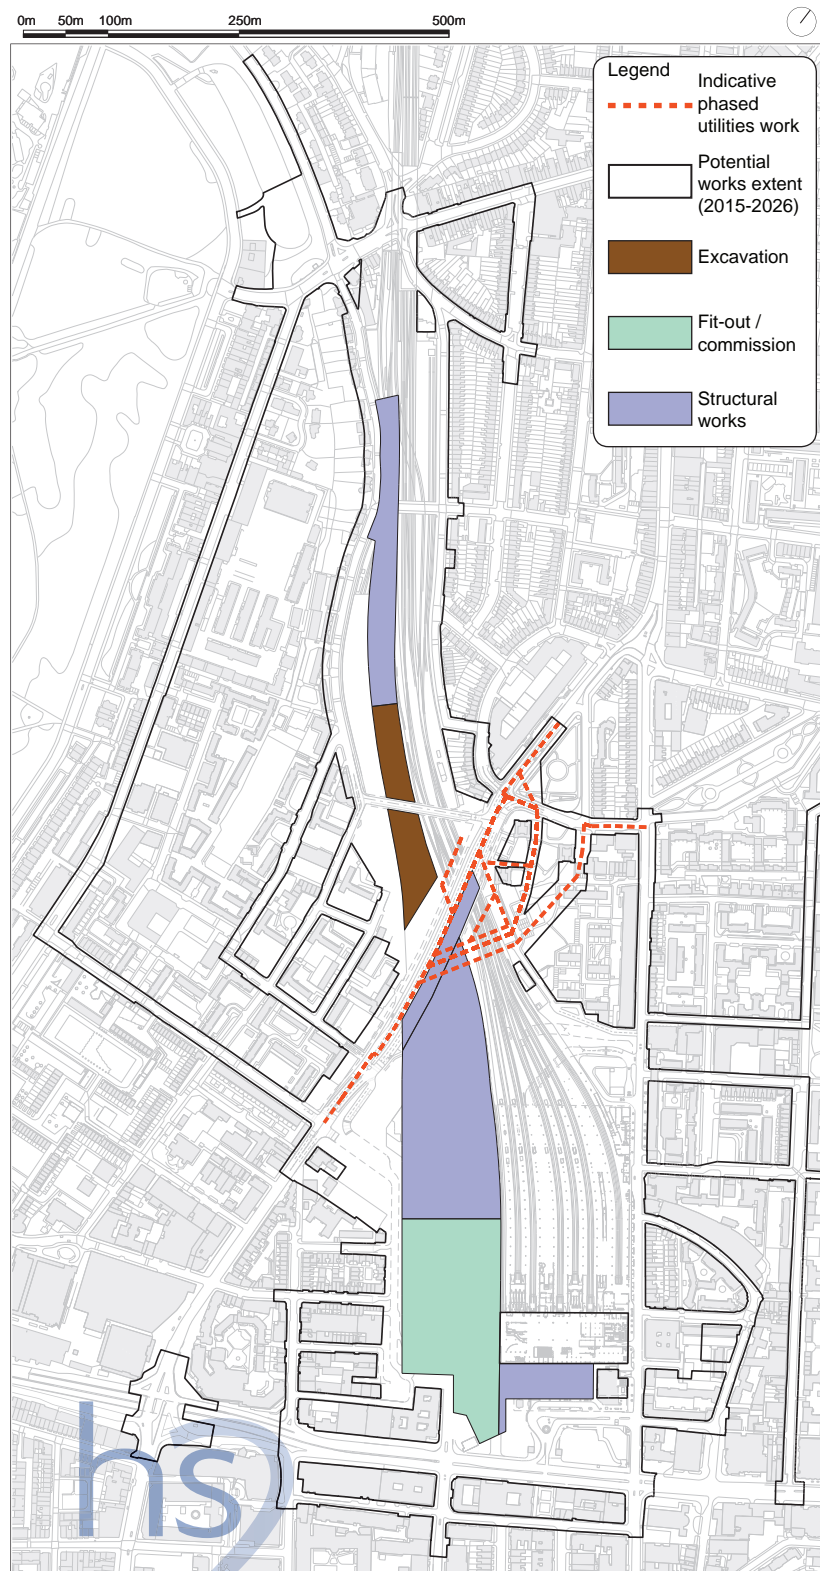 0m 50m 100m 250m 500m
Legend
Indicative
phased
utilities work
Potential
works extent
(2015-2026)
Excavation
Fit-out /
commission
Structural
works
hs2